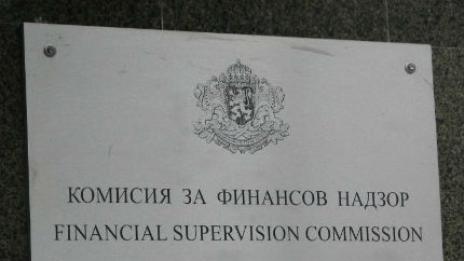 КОМИСИЯ ЗА ФИНАНСОВ НАДЗОР
FINANCIAL SUPERVISION COMMISSION